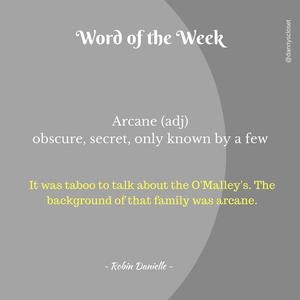 Word of the Week
@dannyscloset
Arcane (adj)
obscure, secret, only known by a few
It was taboo to talk about the O'Malley's. The
background of that family was arcane.
~ Robin Danielle ~